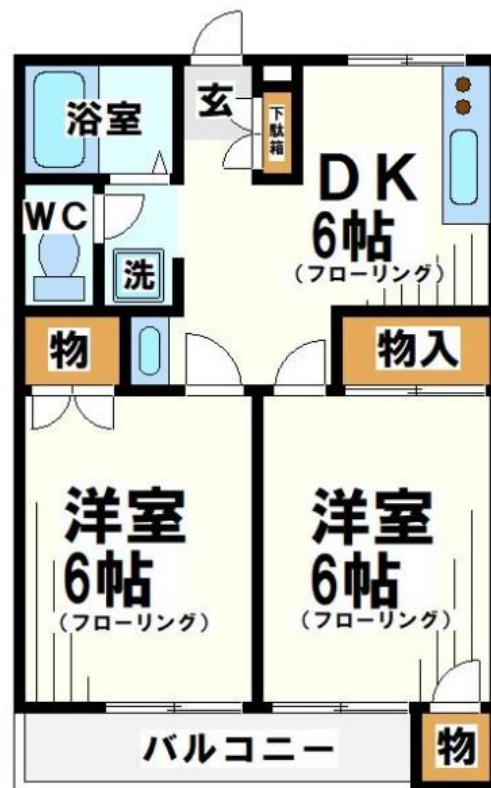 玄
下駄箱
浴室
DK
6帖
(フローリング)
WC
洗
物
物入
洋室
6帖
(フローリング)
洋室
6帖
(フローリング)
バルコニー
物